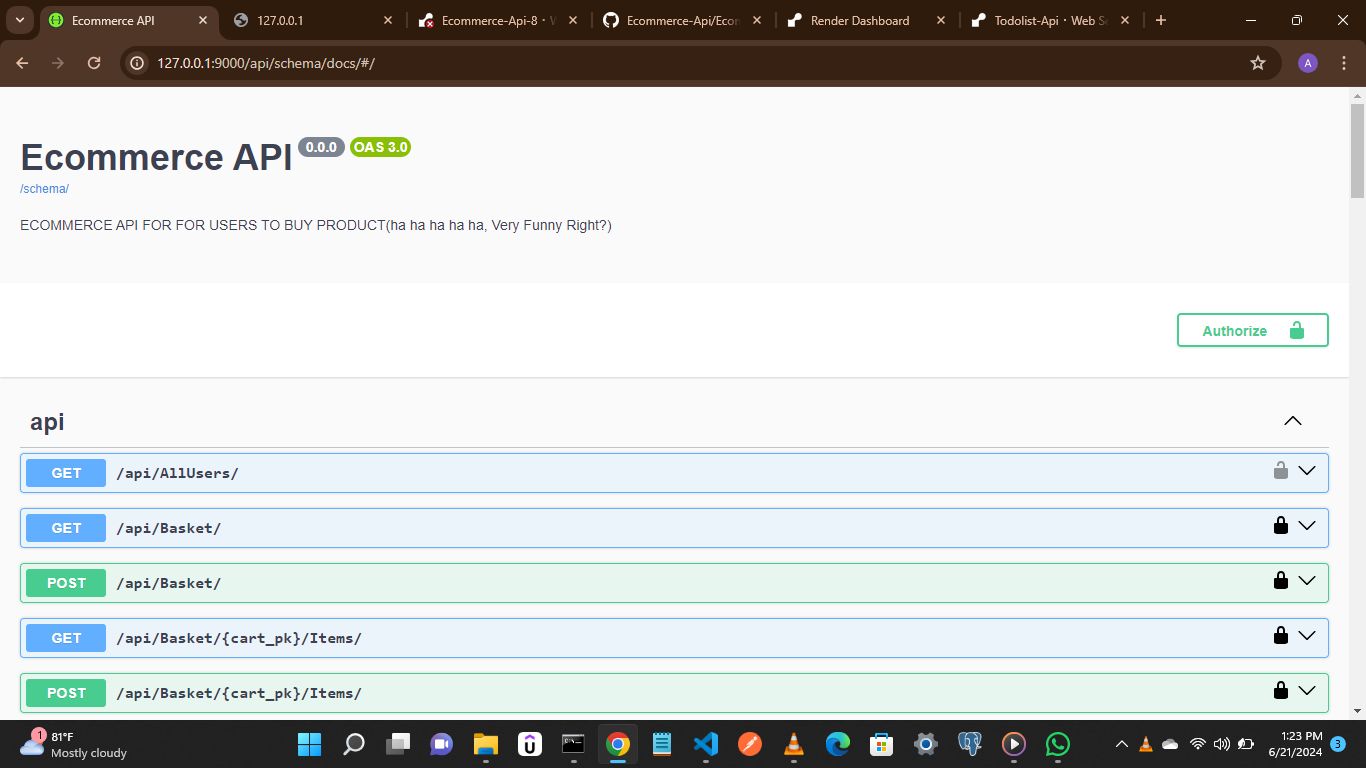 Ecommerce API
127.0.0.1
Ecommerce-Api-8 · W
Ecommerce-Api/Econ
Render Dashboard
Todolist-Api · Web Se
127.0.0.1:9000/api/schema/docs/#/
A
Ecommerce API 0.0.0 OAS 3.0
/schema/
ECOMMERCE API FOR FOR USERS TO BUY PRODUCT(ha ha ha ha ha, Very Funny Right?)
Authorize
api
GET /api/AllUsers/
GET /api/Basket/
POST /api/Basket/
GET /api/Basket/{cart_pk}/Items/
POST /api/Basket/{cart_pk}/Items/
1
81°F
Mostly cloudy
1:23 PM
6/21/2024
3